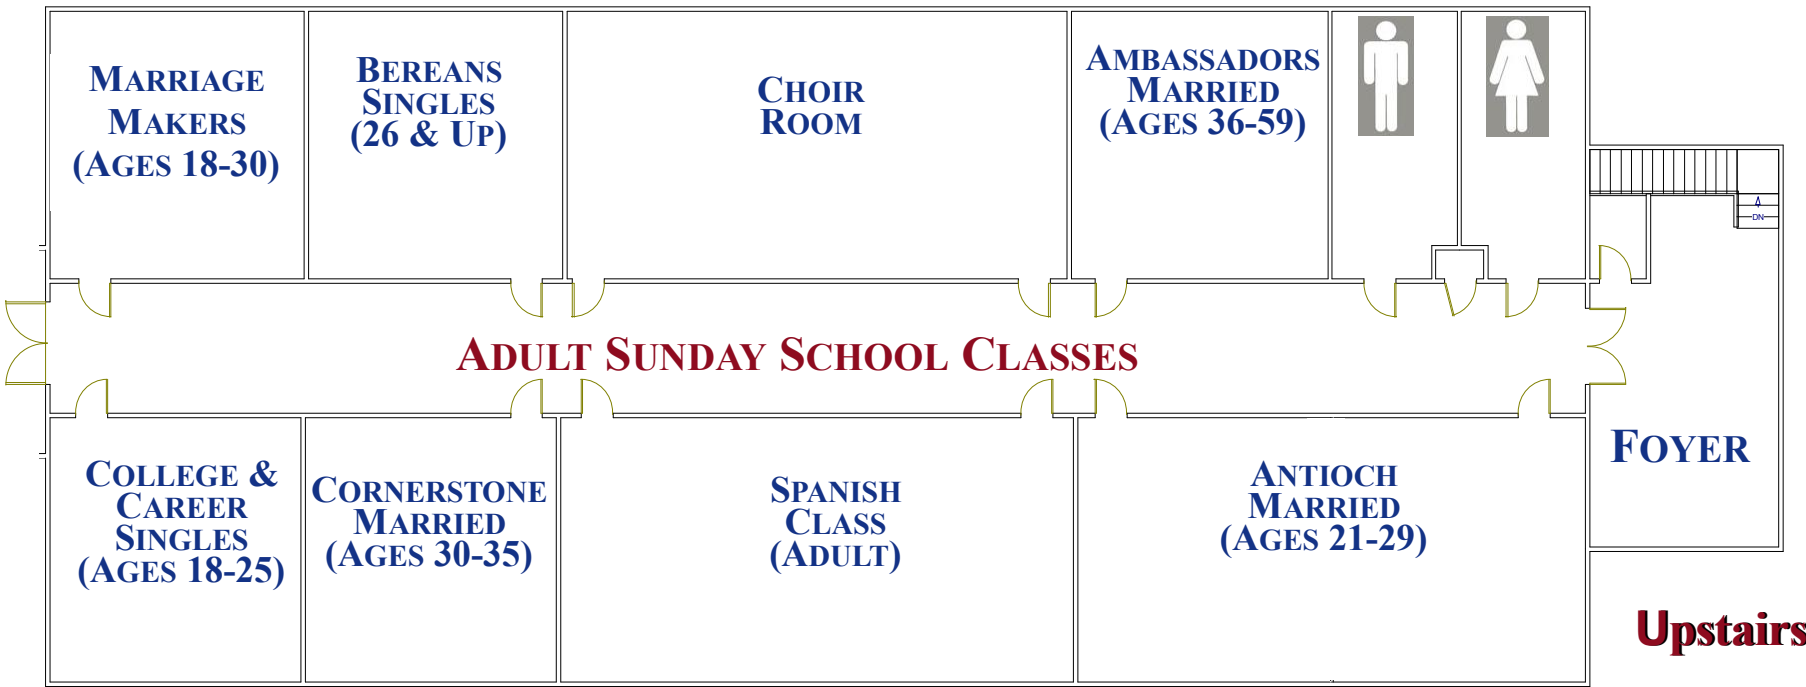 MARRIAGE
MAKERS
(AGES 18-30)
BEREANS
SINGLES
(26 & UP)
CHOIR
ROOM
AMBASSADORS
MARRIED
(AGES 36-59)
DN
ADULT SUNDAY SCHOOL CLASSES
COLLEGE &
CAREER
SINGLES
(AGES 18-25)
CORNERSTONE
MARRIED
(AGES 30-35)
SPANISH
CLASS
(ADULT)
ANTIOCH
MARRIED
(AGES 21-29)
FOYER
Upstairs